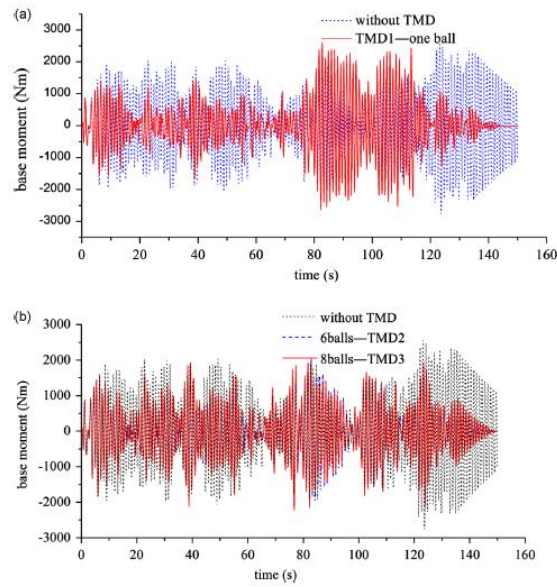 (a)
without TMD
TMD1—one ball
3000
2000
1000
0
-1000
-2000
-3000
base moment (Nm)
0 20 40 60 80 100 120 140 160
time (s)
(b)
without TMD
6balls—TMD2
8balls—TMD3
3000
2000
1000
0
-1000
-2000
-3000
base moment (Nm)
0 20 40 60 80 100 120 140 160
time (s)